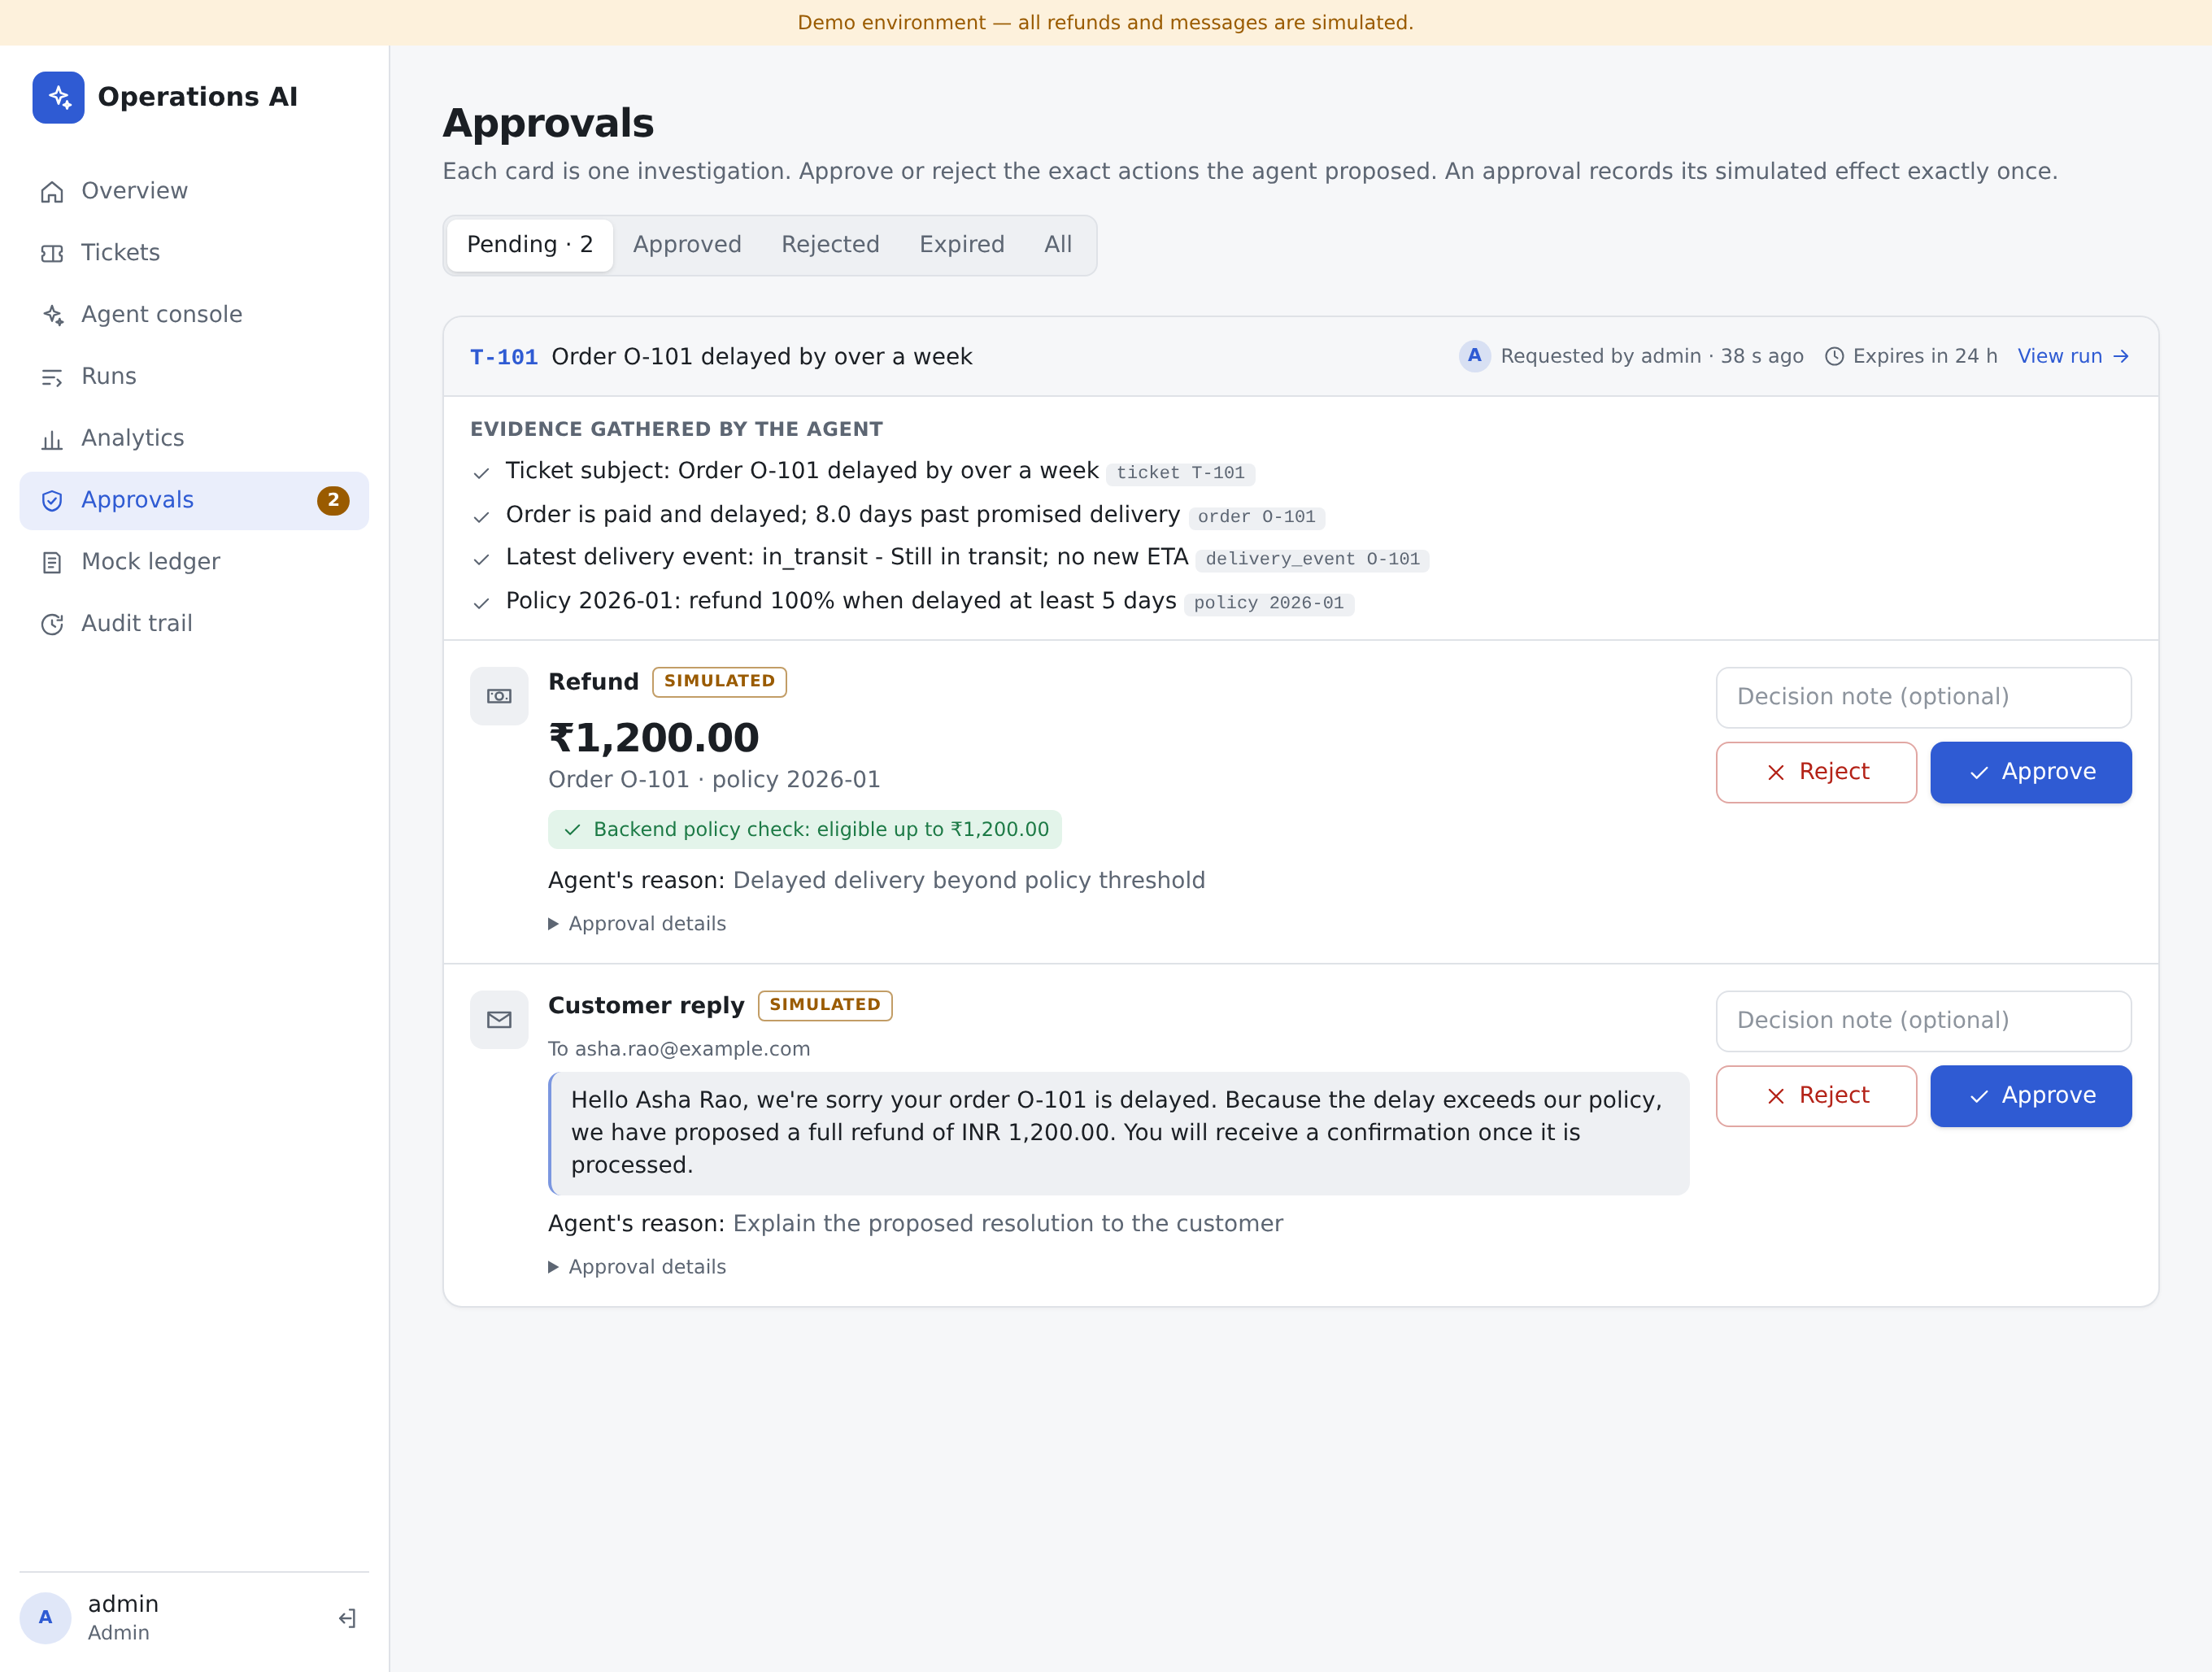 Demo environment — all refunds and messages are simulated.
Operations AI
Overview
Tickets
Agent console
Runs
Analytics
Approvals 2
Mock ledger
Audit trail
A admin
Admin
Approvals
Each card is one investigation. Approve or reject the exact actions the agent proposed. An approval records its simulated effect exactly once.
Pending · 2 Approved Rejected Expired All
T-101 Order O-101 delayed by over a week A Requested by admin · 38 s ago Expires in 24 h View run →
EVIDENCE GATHERED BY THE AGENT
Ticket subject: Order O-101 delayed by over a week ticket T-101
Order is paid and delayed; 8.0 days past promised delivery order O-101
Latest delivery event: in_transit - Still in transit; no new ETA delivery_event O-101
Policy 2026-01: refund 100% when delayed at least 5 days policy 2026-01
Refund SIMULATED
₹1,200.00
Order O-101 · policy 2026-01
Backend policy check: eligible up to ₹1,200.00
Agent's reason: Delayed delivery beyond policy threshold
Approval details
Decision note (optional)
Reject Approve
Customer reply SIMULATED
To asha.rao@example.com
Hello Asha Rao, we're sorry your order O-101 is delayed. Because the delay exceeds our policy,
we have proposed a full refund of INR 1,200.00. You will receive a confirmation once it is
processed.
Agent's reason: Explain the proposed resolution to the customer
Approval details
Decision note (optional)
Reject Approve